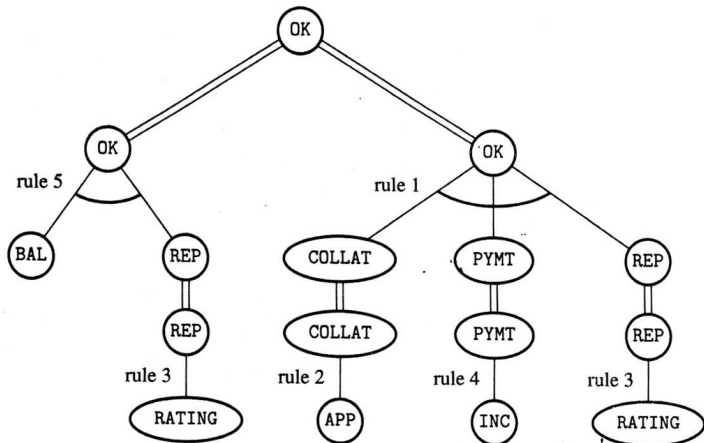 OK
OK
OK
rule 5
rule 1
BAL
REP
COLLAT
PYMT
REP
REP
COLLAT
PYMT
REP
rule 3
rule 2
rule 4
rule 3
RATING
APP
INC
RATING